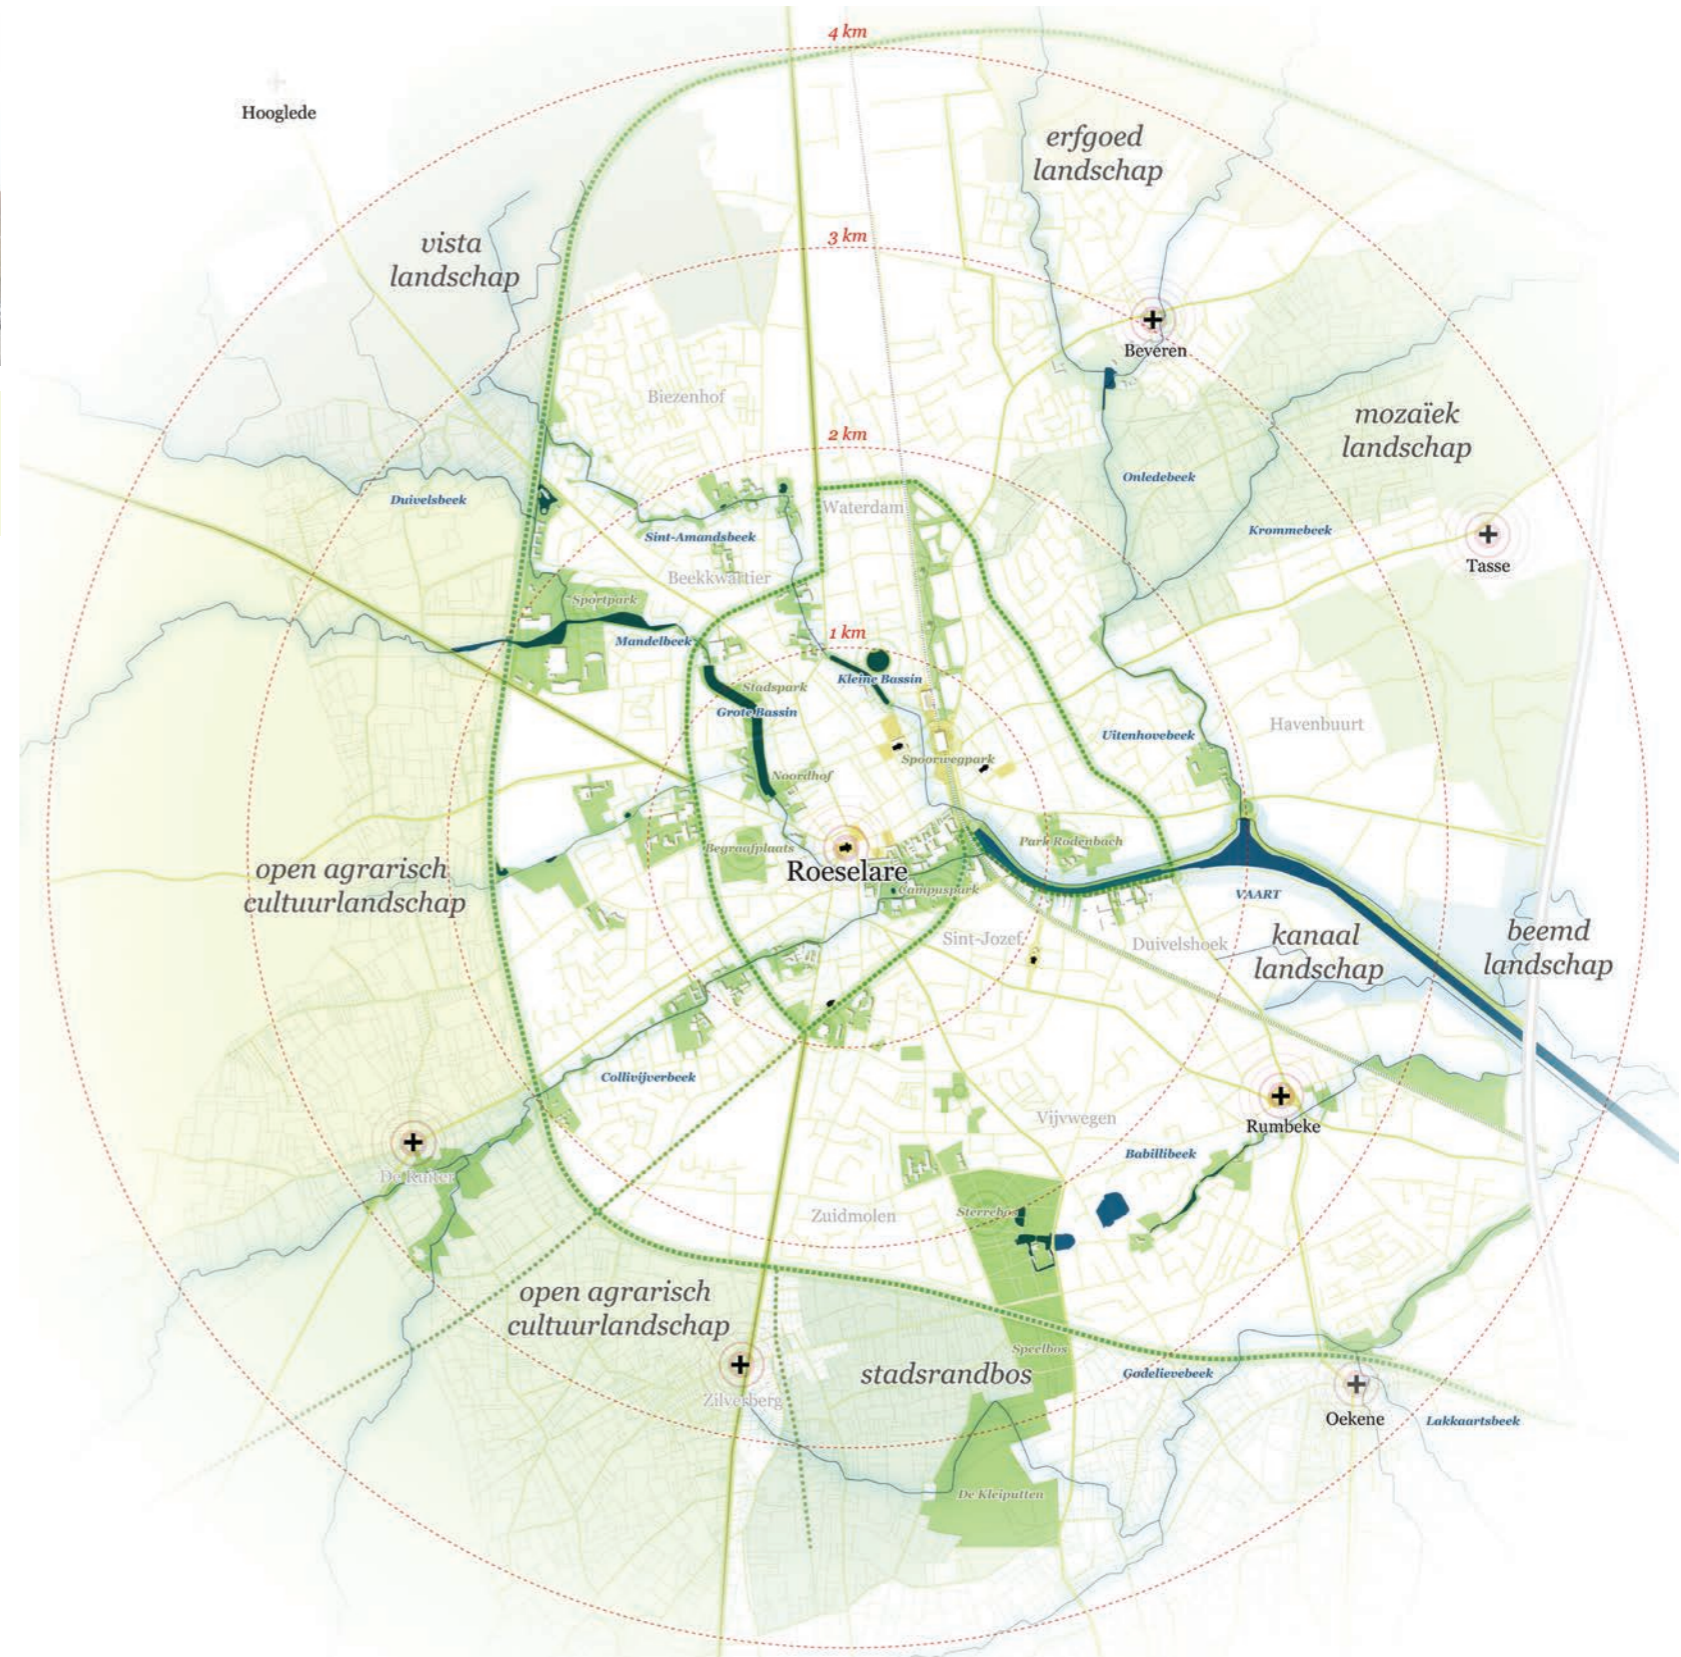 4 km
Hooglede
erfgoed
landschap
vista
landschap
3 km
Beveren
Biezenhof
mozaïek
landschap
2 km
Onledebeek
Duivelsbeek
Waterdam
Krommebeek
Sint-Amandsbeek
Tasse
Beekkwartier
Sportpark
1 km
Mandelbeek
Kleine Bassin
Stadspark
Grote Bassin
Havenbuurt
Uitenhovebeek
Spoorwegpark
Noordhof
Park Rodenbach
Begraafplaats
Roeselare
open agrarisch
cultuurlandschap
Campuspark
VAART
Sint-Jozef
Duivelshoek
kanaal
landschap
beemd
landschap
Collivijverbeek
Vijvwegen
Rumbeke
Babillibeek
De Ruiter
Sterrebos
Zuidmolen
open agrarisch
cultuurlandschap
Speelbos
stadsrandbos
Godelievebeek
Zilverberg
Oekene
Lakkaartsbeek
De Kleiputten